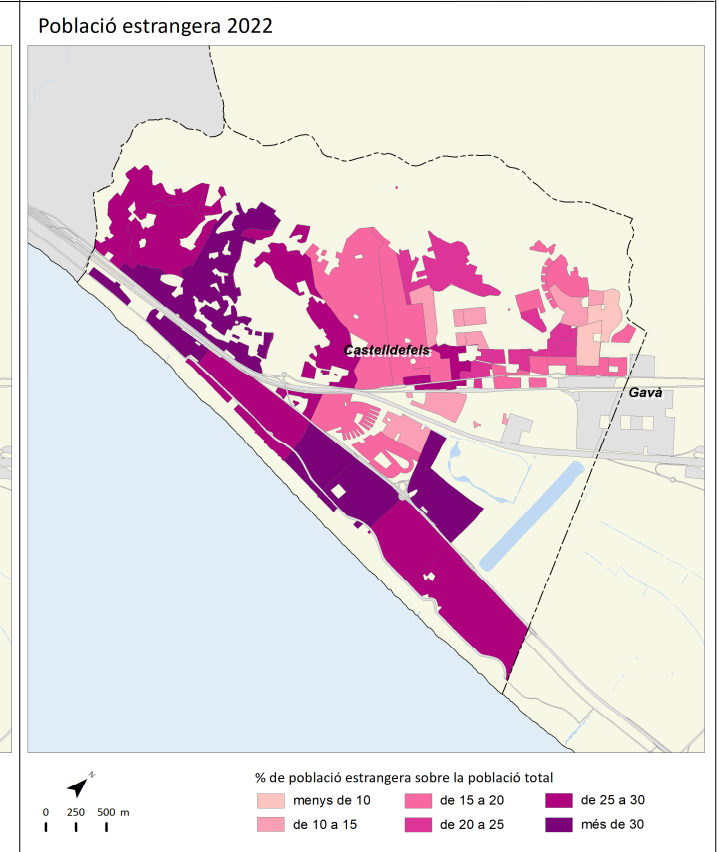 Població estrangera 2022
Castelldefels
Gavà
N
0 250 500 m
% de població estrangera sobre la població total
menys de 10
de 15 a 20
de 25 a 30
de 10 a 15
de 20 a 25
més de 30